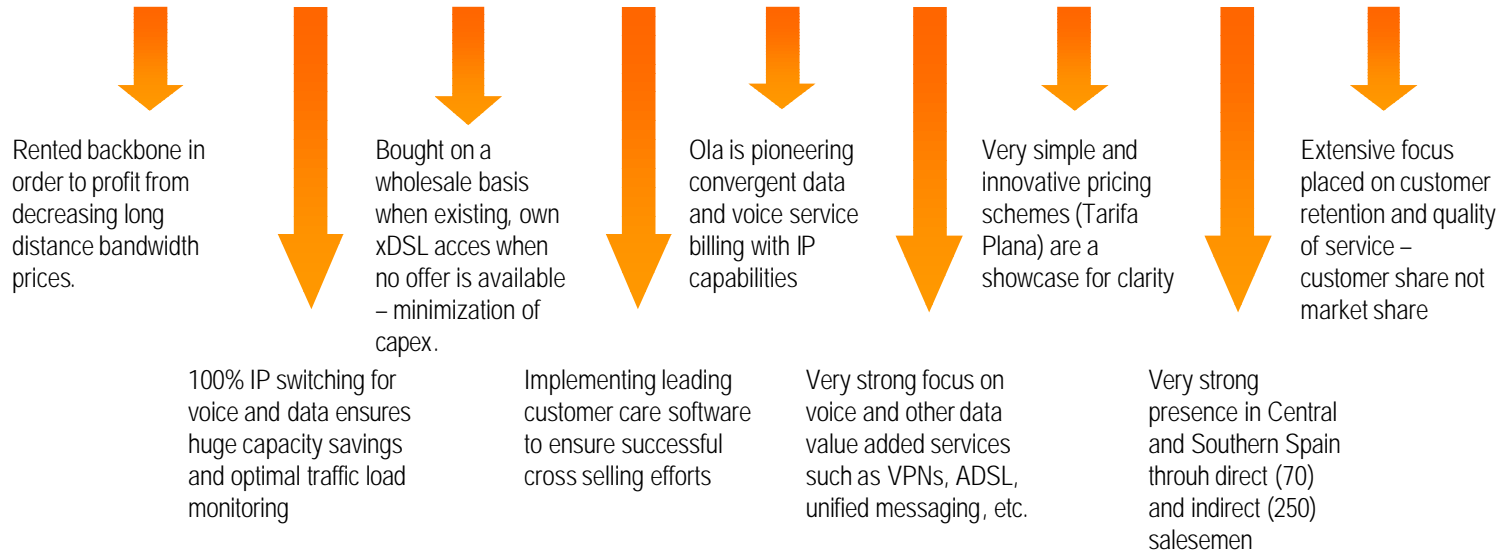 Rented backbone in
order to profit from
decreasing long
distance bandwidth
prices.
100% IP switching for
voice and data ensures
huge capacity savings
and optimal traffic load
monitoring
Bought on a
wholesale basis
when existing, own
xDSL acces when
no offer is available
– minimization of
capex.
Implementing leading
customer care software
to ensure successful
cross selling efforts
Ola is pioneering
convergent data
and voice service
billing with IP
capabilities
Very strong focus on
voice and other data
value added services
such as VPNs, ADSL,
unified messaging, etc.
Very simple and
innovative pricing
schemes (Tarifa
Plana) are a
showcase for clarity
Very strong
presence in Central
and Southern Spain
throuh direct (70)
and indirect (250)
salesemen
Extensive focus
placed on customer
retention and quality
of service –
customer share not
market share